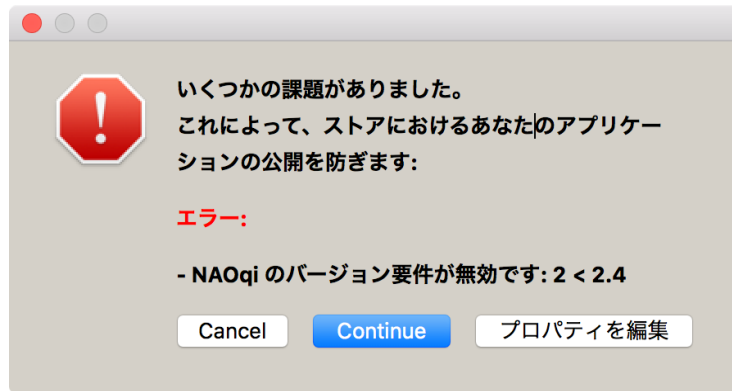 いくつかの課題がありました。
これによって、ストアにおけるあなたのアプリケー
ションの公開を防ぎます:
エラー:
- NAOqi のバージョン要件が無効です: 2 < 2.4
Cancel
Continue
プロパティを編集